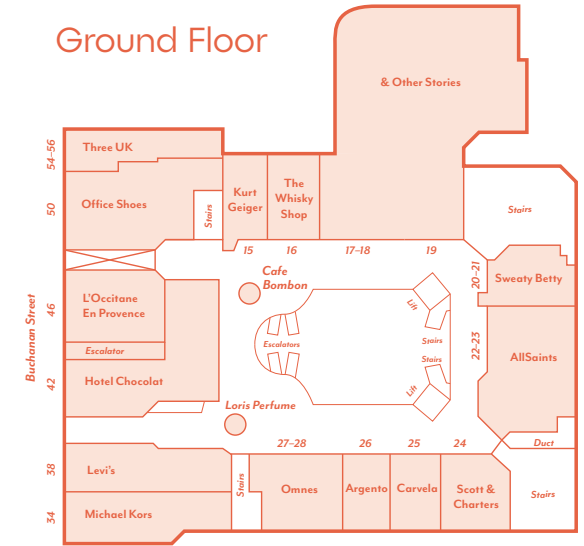 Ground Floor
& Other Stories
54–56
Three UK
50
Office Shoes
Stairs
Kurt
Geiger
The
Whisky
Shop
Stairs
15
16
17–18
19
20–21
Sweaty Betty
Cafe
Bombon
Buchanan Street
46
L'Occitane
En Provence
Lift
Escalators
Stairs
Stairs
22–23
AllSaints
Escalator
42
Hotel Chocolat
Lift
Loris Perfume
27–28
26
25
24
Duct
38
Levi's
Stairs
Omnes
Argento
Carvela
Scott &
Charters
Stairs
34
Michael Kors